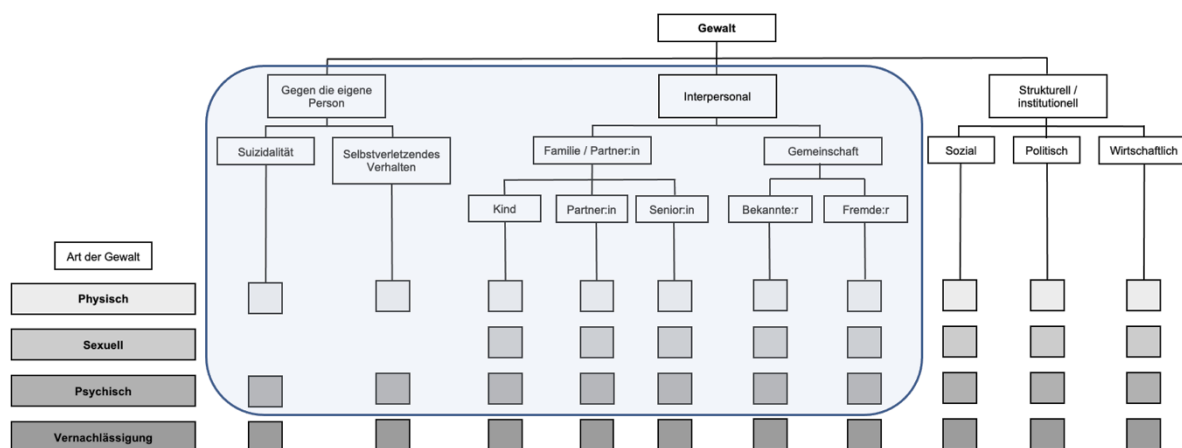 Gewalt
Gegen die eigene
Person
Interpersonal
Strukturell /
institutionell
Suizidalität
Selbstverletzendes
Verhalten
Familie / Partner:in
Gemeinschaft
Sozial
Politisch
Wirtschaftlich
Kind
Partner:in
Senior:in
Bekannte:r
Fremde:r
Art der Gewalt
Physisch
Sexuell
Psychisch
Vernachlässigung